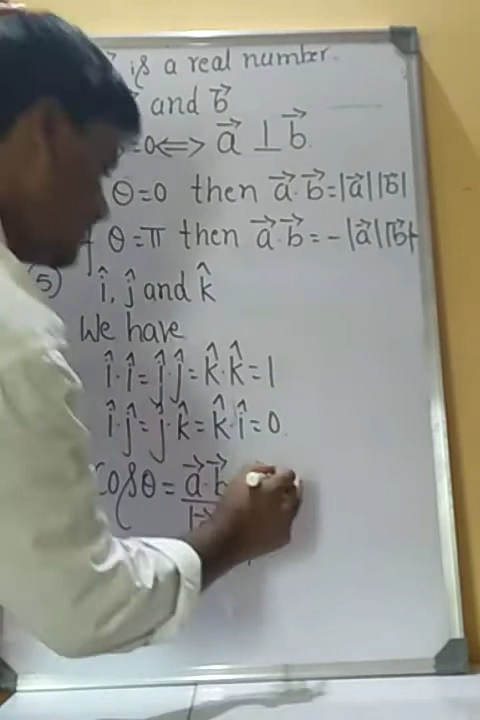 is a real number.
and b⃗
=0⇔ a⃗ ⊥ b⃗
θ=0 then a⃗·b⃗=|a⃗||b⃗|
f θ=π then a⃗·b⃗=-|a⃗||b⃗|
(5) î, ĵ and k̂
We have
î·î=ĵ·ĵ=k̂·k̂=1
î·ĵ=ĵ·k̂=k̂·î=0.
Cosθ= a⃗·b⃗